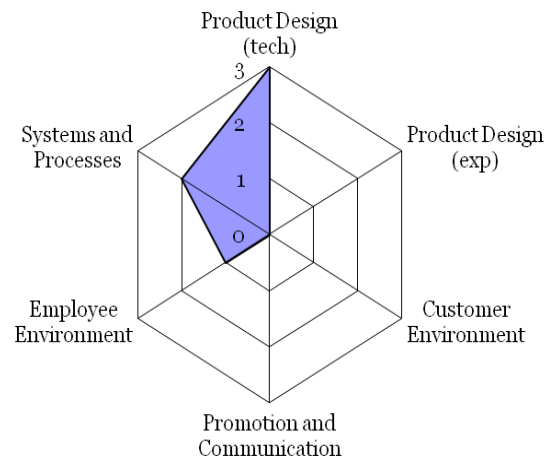 Product Design
(tech)
3
Systems and
Processes
2
Product Design
(exp)
1
0
Employee
Environment
Customer
Environment
Promotion and
Communication